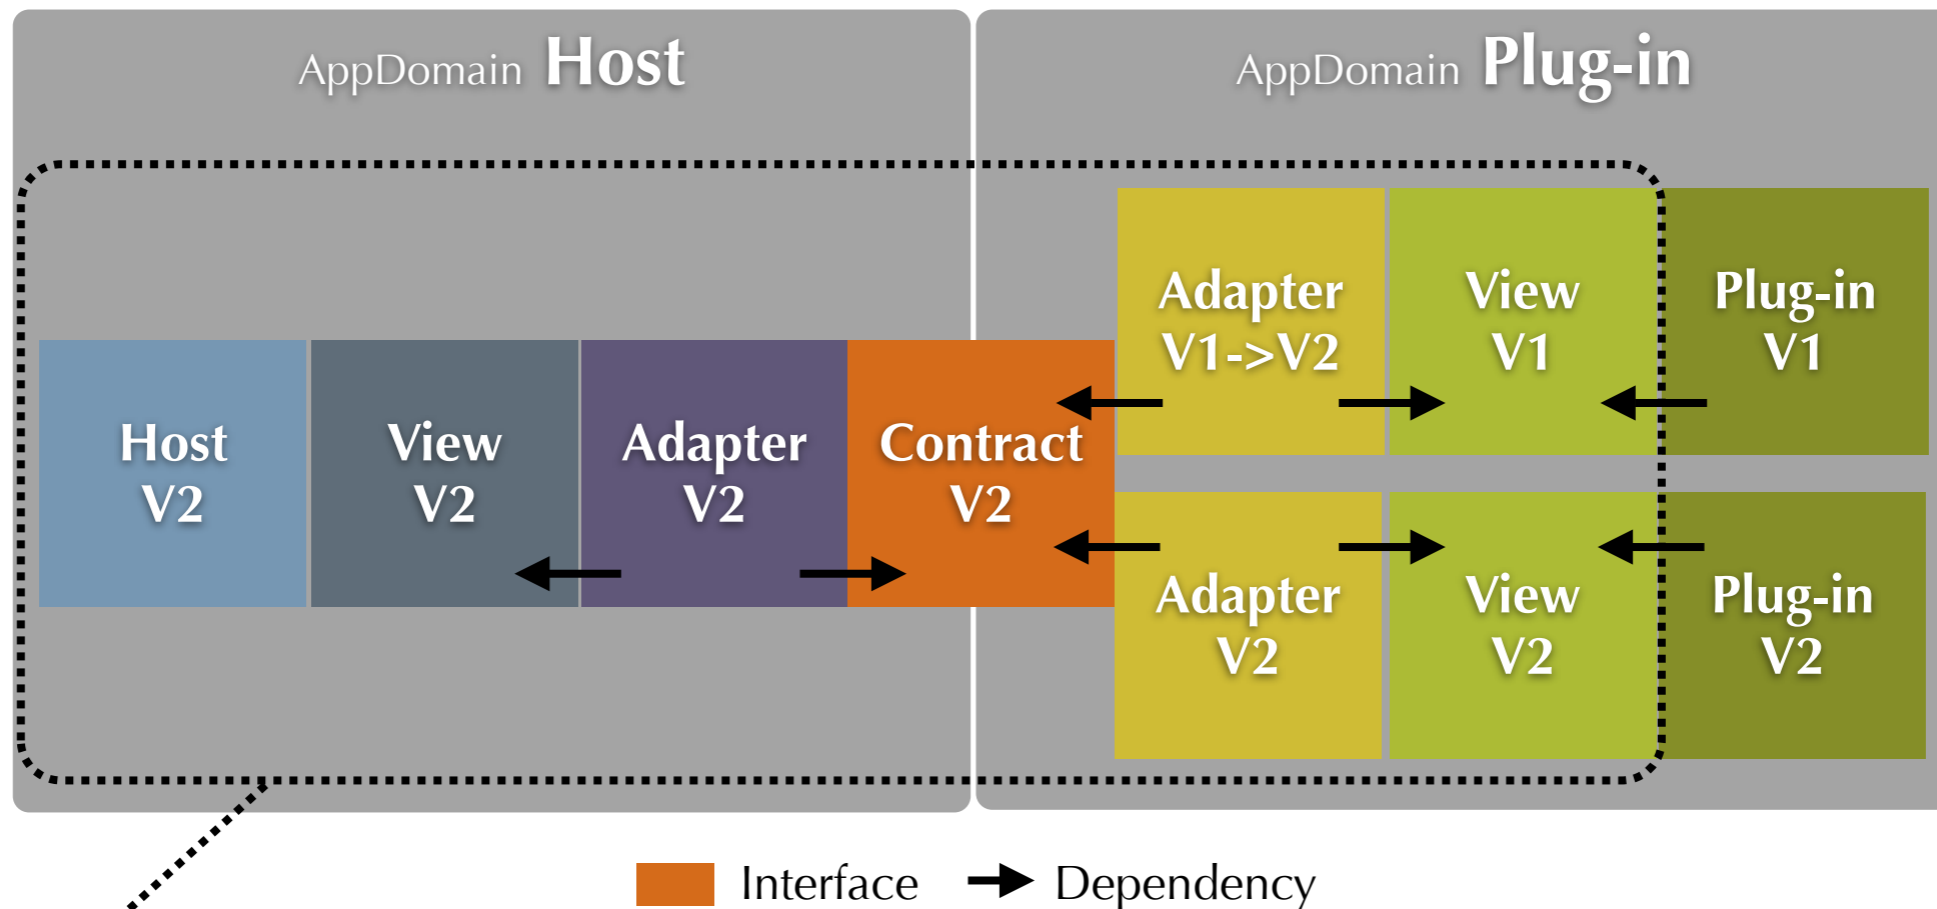 AppDomain Host
AppDomain Plug-in
Host
V2
View
V2
Adapter
V2
Contract
V2
Adapter
V1->V2
View
V1
Plug-in
V1
Adapter
V2
View
V2
Plug-in
V2
Interface
Dependency